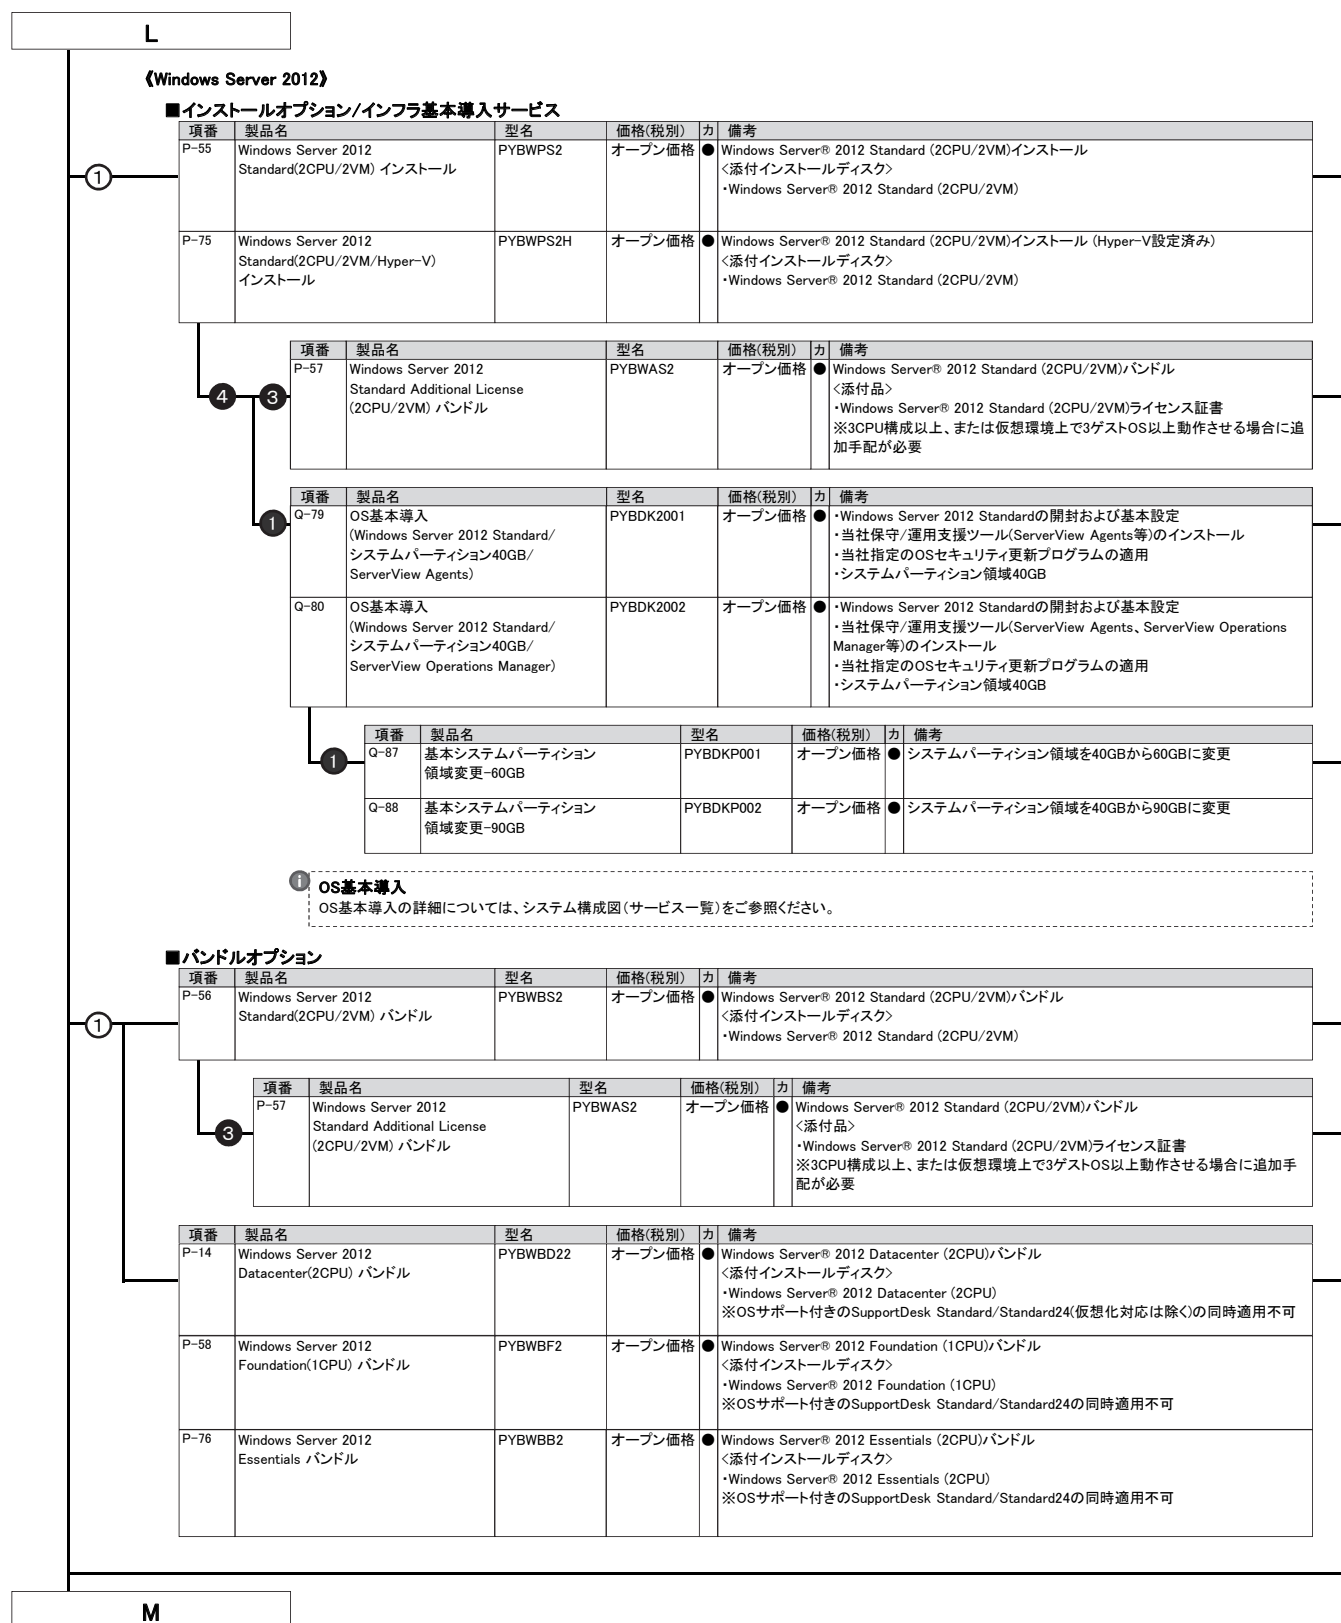 L
《Windows Server 2012》
■インストールオプション/インフラ基本導入サービス
項番 製品名 型名 価格(税別) カ 備考
P-55 Windows Server 2012 PYBWPS2 オープン価格 ● Windows Server® 2012 Standard (2CPU/2VM)インストール
Standard(2CPU/2VM) インストール <添付インストールディスク>
・Windows Server® 2012 Standard (2CPU/2VM)
①
P-75 Windows Server 2012 PYBWPS2H オープン価格 ● Windows Server® 2012 Standard (2CPU/2VM)インストール (Hyper-V設定済み)
Standard(2CPU/2VM/Hyper-V) <添付インストールディスク>
インストール ・Windows Server® 2012 Standard (2CPU/2VM)
項番 製品名 型名 価格(税別) カ 備考
P-57 Windows Server 2012 PYBWAS2 オープン価格 ● Windows Server® 2012 Standard (2CPU/2VM)バンドル
Standard Additional License <添付品>
❹ ❸ (2CPU/2VM) バンドル ・Windows Server® 2012 Standard (2CPU/2VM)ライセンス証書
※3CPU構成以上、または仮想環境上で3ゲストOS以上動作させる場合に追
加手配が必要
項番 製品名 型名 価格(税別) カ 備考
❶ Q-79 OS基本導入 PYBDK2001 オープン価格 ● ・Windows Server 2012 Standardの開封および基本設定
(Windows Server 2012 Standard/ ・当社保守/運用支援ツール(ServerView Agents等)のインストール
システムパーティション40GB/ ・当社指定のOSセキュリティ更新プログラムの適用
ServerView Agents) ・システムパーティション領域40GB
Q-80 OS基本導入 PYBDK2002 オープン価格 ● ・Windows Server 2012 Standardの開封および基本設定
(Windows Server 2012 Standard/ ・当社保守/運用支援ツール(ServerView Agents、ServerView Operations
システムパーティション40GB/ Manager等)のインストール
ServerView Operations Manager) ・当社指定のOSセキュリティ更新プログラムの適用
・システムパーティション領域40GB
項番 製品名 型名 価格(税別) カ 備考
❶ Q-87 基本システムパーティション PYBDKP001 オープン価格 ● システムパーティション領域を40GBから60GBに変更
領域変更-60GB
Q-88 基本システムパーティション PYBDKP002 オープン価格 ● システムパーティション領域を40GBから90GBに変更
領域変更-90GB
i OS基本導入
OS基本導入の詳細については、システム構成図(サービス一覧)をご参照ください。
■バンドルオプション
項番 製品名 型名 価格(税別) カ 備考
P-56 Windows Server 2012 PYBWBS2 オープン価格 ● Windows Server® 2012 Standard (2CPU/2VM)バンドル
① Standard(2CPU/2VM) バンドル <添付インストールディスク>
・Windows Server® 2012 Standard (2CPU/2VM)
項番 製品名 型名 価格(税別) カ 備考
P-57 Windows Server 2012 PYBWAS2 オープン価格 ● Windows Server® 2012 Standard (2CPU/2VM)バンドル
❸ Standard Additional License <添付品>
(2CPU/2VM) バンドル ・Windows Server® 2012 Standard (2CPU/2VM)ライセンス証書
※3CPU構成以上、または仮想環境上で3ゲストOS以上動作させる場合に追加手
配が必要
項番 製品名 型名 価格(税別) カ 備考
P-14 Windows Server 2012 PYBWBD22 オープン価格 ● Windows Server® 2012 Datacenter (2CPU)バンドル
Datacenter(2CPU) バンドル <添付インストールディスク>
・Windows Server® 2012 Datacenter (2CPU)
※OSサポート付きのSupportDesk Standard/Standard24(仮想化対応は除く)の同時適用不可
P-58 Windows Server 2012 PYBWBF2 オープン価格 ● Windows Server® 2012 Foundation (1CPU)バンドル
Foundation(1CPU) バンドル <添付インストールディスク>
・Windows Server® 2012 Foundation (1CPU)
※OSサポート付きのSupportDesk Standard/Standard24の同時適用不可
P-76 Windows Server 2012 PYBWBB2 オープン価格 ● Windows Server® 2012 Essentials (2CPU)バンドル
Essentials バンドル <添付インストールディスク>
・Windows Server® 2012 Essentials (2CPU)
※OSサポート付きのSupportDesk Standard/Standard24の同時適用不可
M